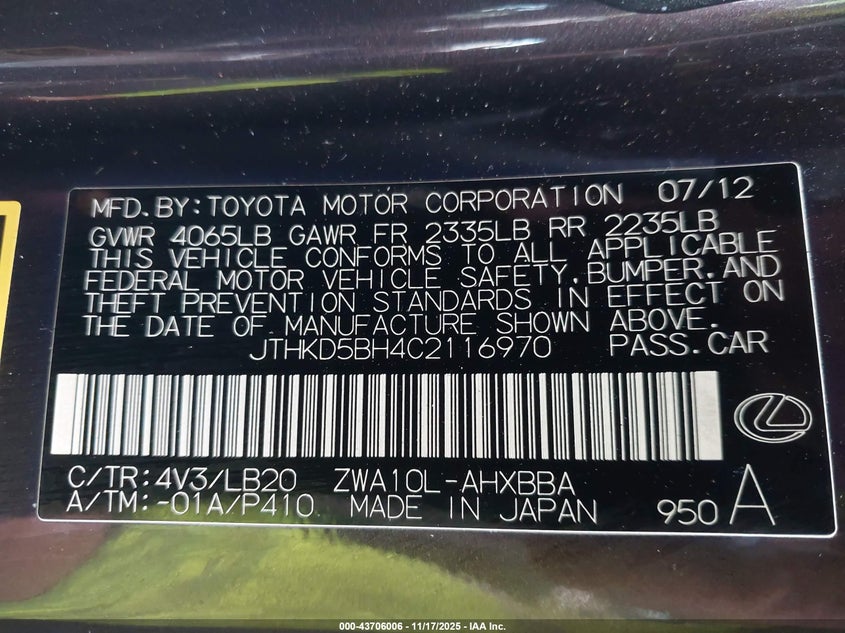 MFD.BY:TOYOTA MOTOR CORPORATION 07/12
GVWR 4065LB GAWR FR 2335LB RR 2235LB
THIS VEHICLE CONFORMS TO ALL APPLICABLE
FEDERAL MOTOR VEHICLE SAFETY,BUMPER,AND
THEFT PREVENTION STANDARDS IN EFFECT ON
THE DATE OF MANUFACTURE SHOWN ABOVE.
JTHKD5BH4C2116970 PASS.CAR
C/TR:4V3/LB20 ZWA10L-AHXBBA
A/TM:-01A/P410 MADE IN JAPAN 950 A
000-43706006 - 11/17/2025 - IAA Inc.